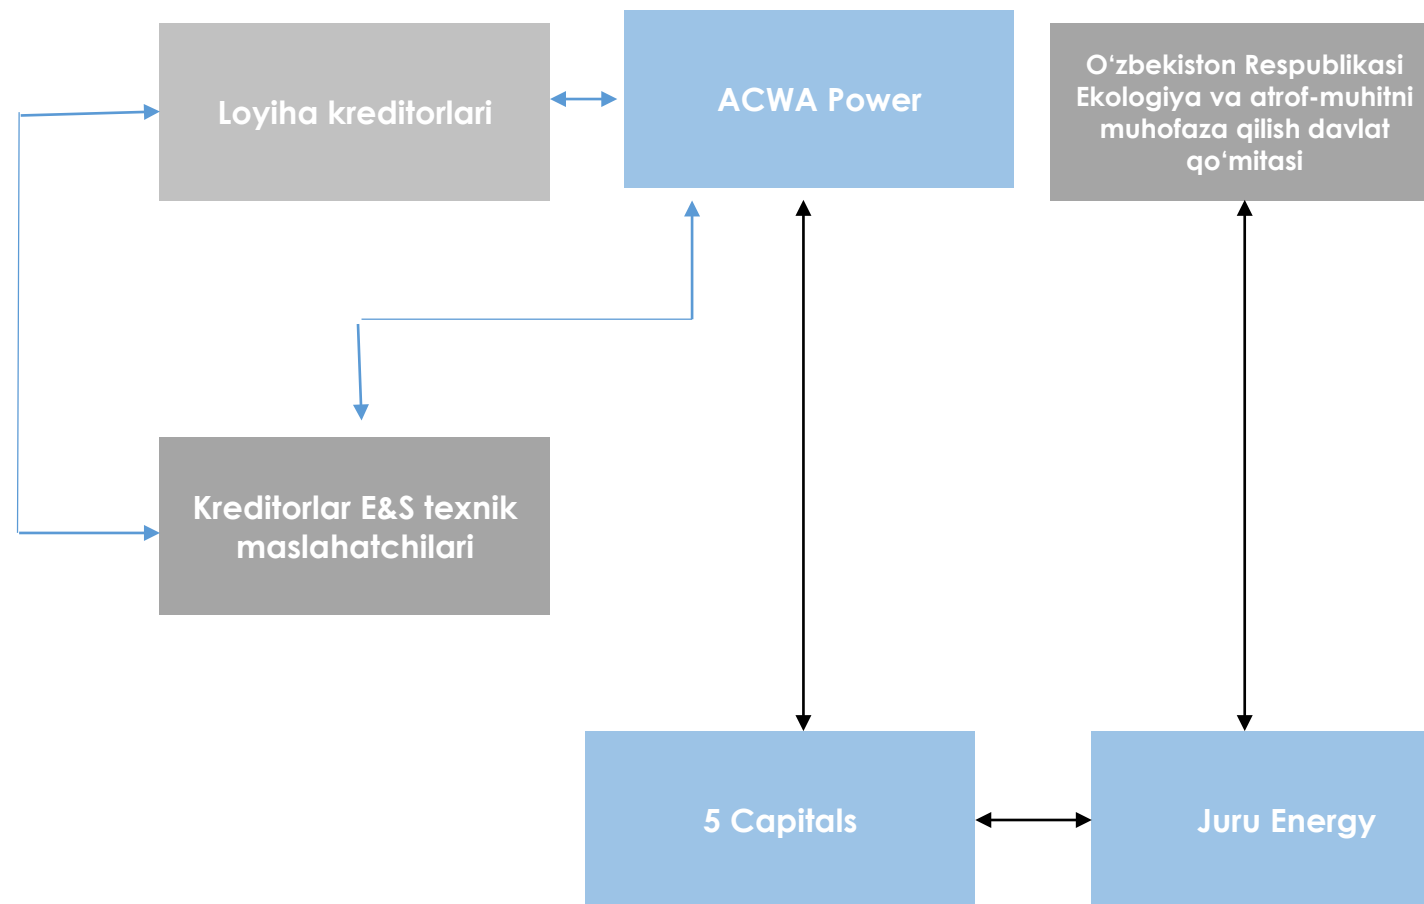 Loyiha kreditorlari
ACWA Power
O‘zbekiston Respublikasi
Ekologiya va atrof-muhitni
muhofaza qilish davlat
qo‘mitasi
Kreditorlar E&S texnik
maslahatchilari
5 Capitals
Juru Energy